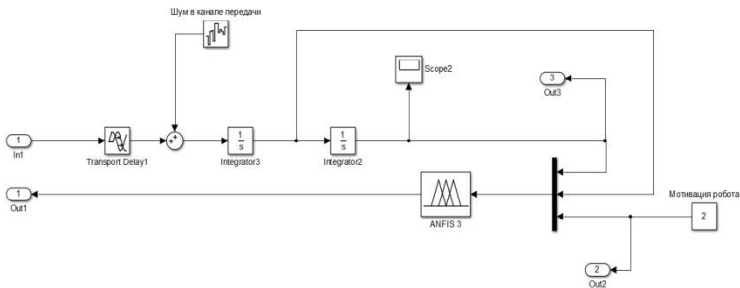 Шум в канале передачи
Scope2
3
Out3
1
In1
Transport Delay1
++
1
s
Integrator3
1
s
Integrator2
1
Out1
ANFIS 3
Мотивация робота
2
2
Out2